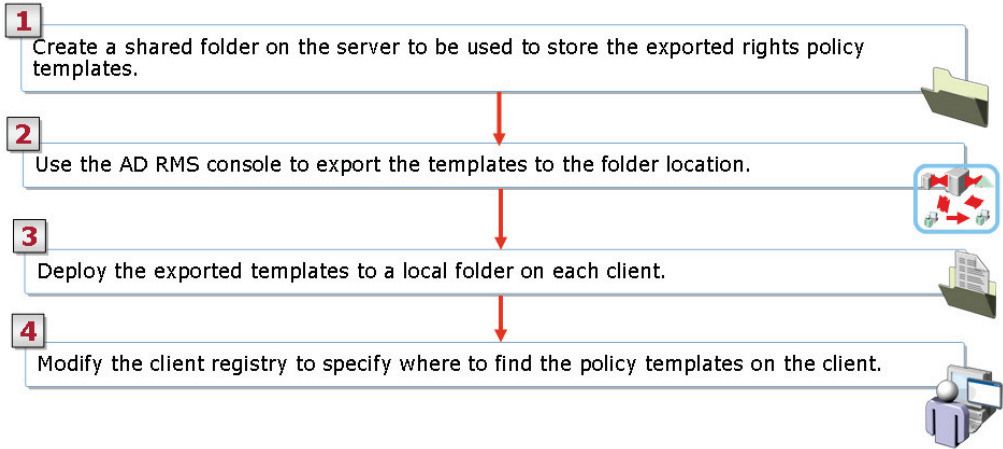 1
Create a shared folder on the server to be used to store the exported rights policy
templates.
2
Use the AD RMS console to export the templates to the folder location.
3
Deploy the exported templates to a local folder on each client.
4
Modify the client registry to specify where to find the policy templates on the client.